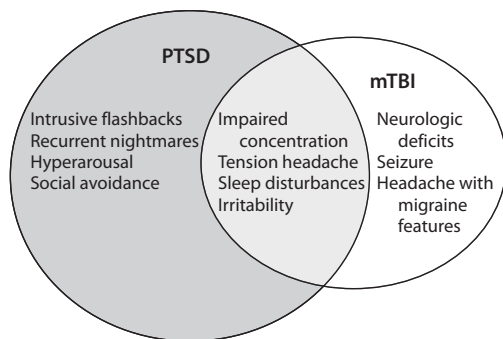 PTSD
mTBI
Intrusive flashbacks
Recurrent nightmares
Hyperarousal
Social avoidance
Impaired
concentration
Tension headache
Sleep disturbances
Irritability
Neurologic
deficits
Seizure
Headache with
migraine
features